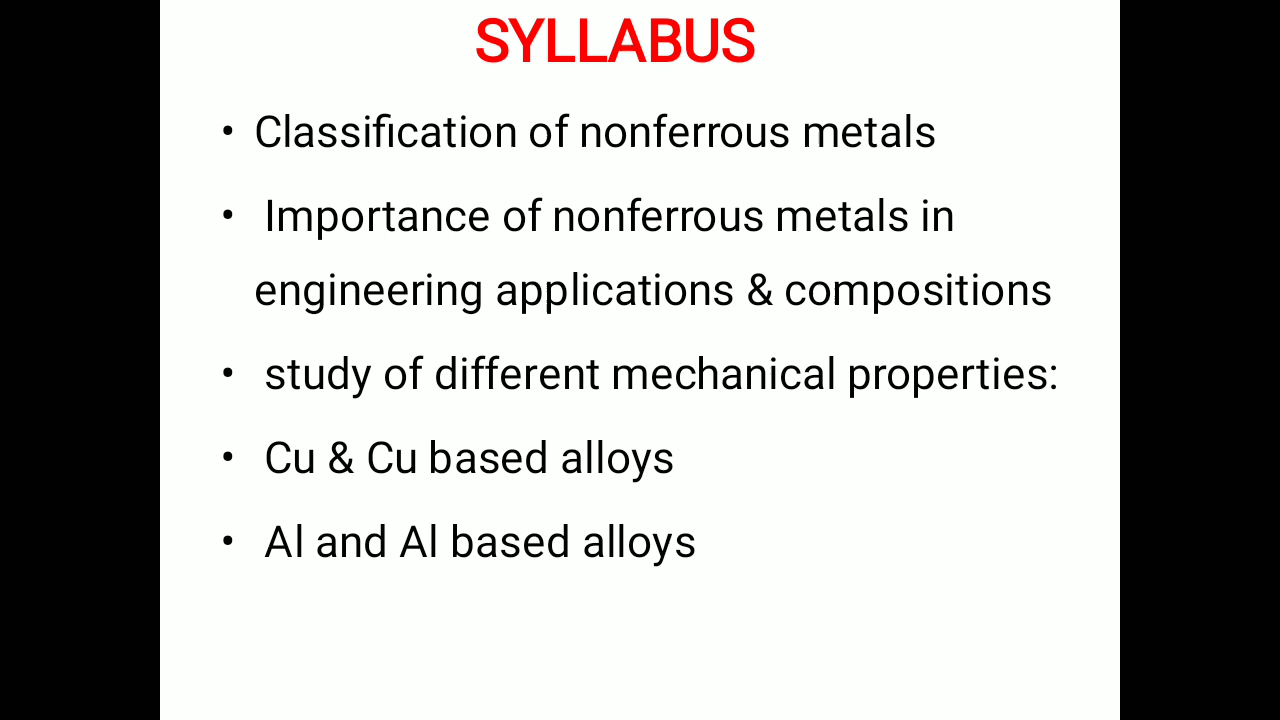 SYLLABUS
• Classification of nonferrous metals
• Importance of nonferrous metals in
engineering applications & compositions
• study of different mechanical properties:
• Cu & Cu based alloys
• Al and Al based alloys